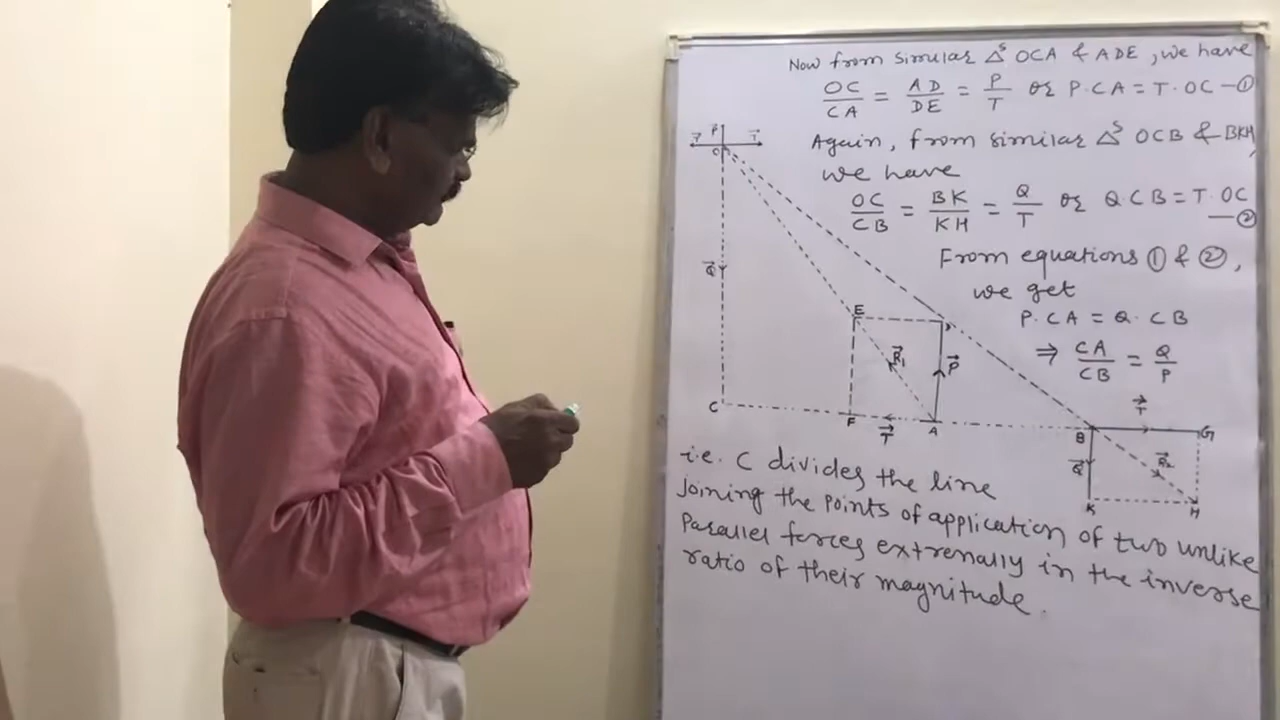 Now from Simular Δˢ OCA & ADE, we have
OC/CA = AD/DE = P/T or P·CA = T·OC — ①
Again, from similar Δˢ OCB & BKH,
we have
OC/CB = BK/KH = Q/T or Q·CB = T·OC
— ②
From equations ① & ②,
we get
P·CA = Q·CB
⇒ CA/CB = Q/P
P
T
O
Q
E
R₁
P
C
F
T
A
B
T
G
Q
R₂
K
H
i.e. C divides the line
Joining the points of application of two unlike
Parallel forces extrenally in the inverse
ratio of their magnitude.